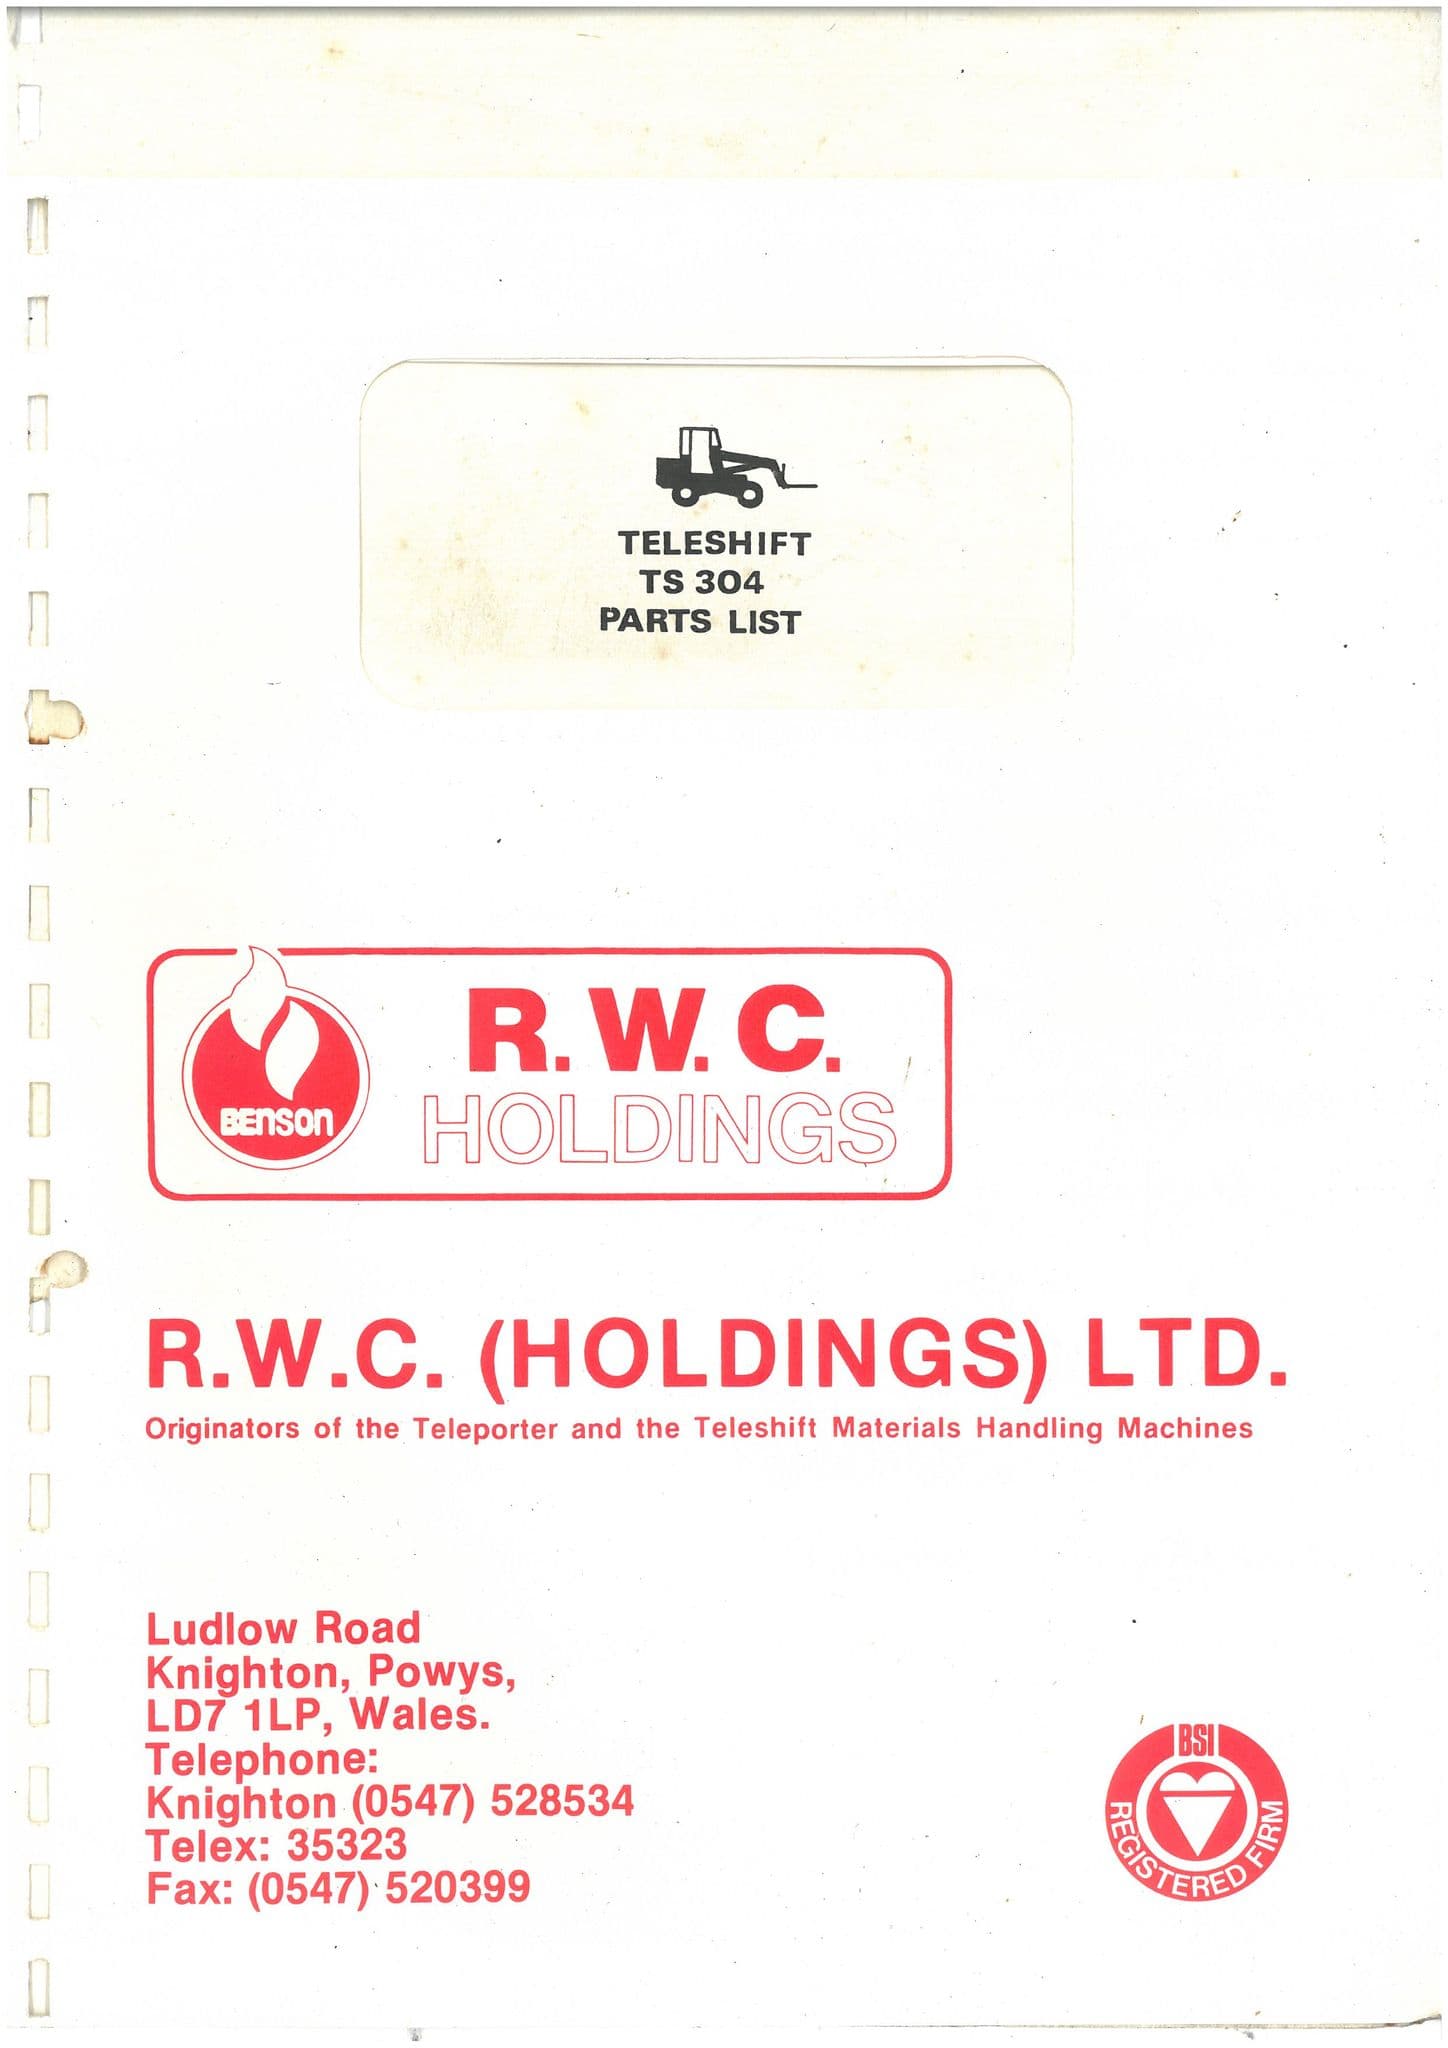 TELESHIFT
TS 304
PARTS LIST
BENSON
R.W.C.
HOLDINGS
R.W.C. (HOLDINGS) LTD.
Originators of the Teleporter and the Teleshift Materials Handling Machines
Ludlow Road
Knighton, Powys,
LD7 1LP, Wales.
Telephone:
Knighton (0547) 528534
Telex: 35323
Fax: (0547) 520399
BSI
REGISTERED FIRM